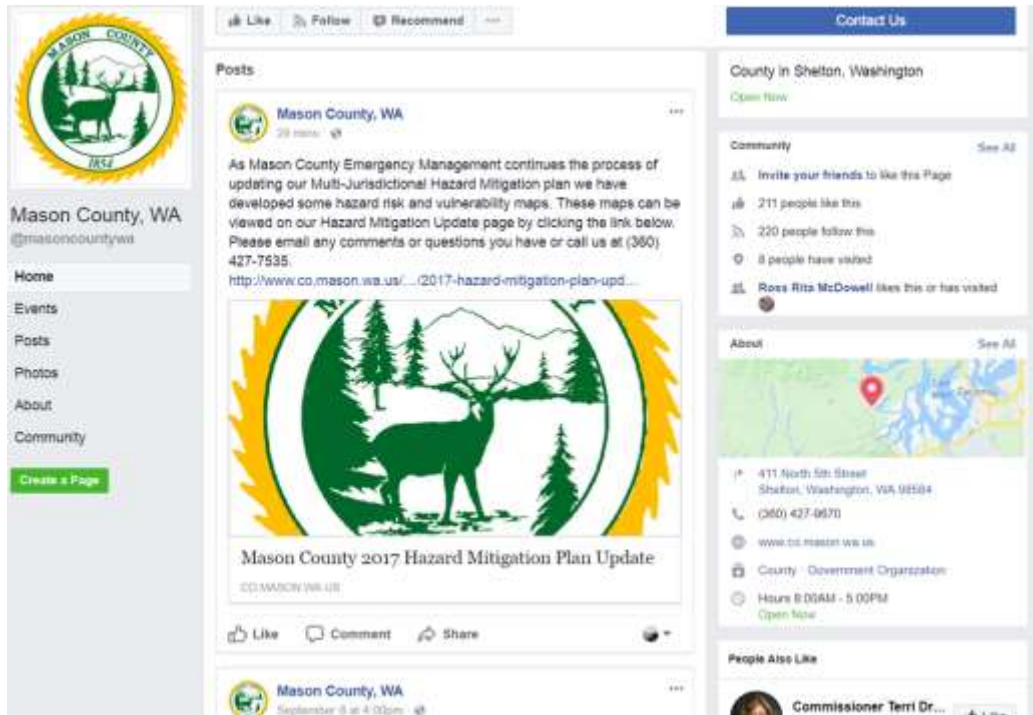 MASON COUNTY
1854
Mason County, WA
@masoncountywa
Home
Events
Posts
Photos
About
Community
Create a Page
Like
Follow
Recommend
...
Posts
Mason County, WA
29 mins
...
As Mason County Emergency Management continues the process of
updating our Multi-Jurisdictional Hazard Mitigation plan we have
developed some hazard risk and vulnerability maps. These maps can be
viewed on our Hazard Mitigation Update page by clicking the link below.
Please email any comments or questions you have or call us at (360)
427-7535.
http://www.co.mason.wa.us/.../2017-hazard-mitigation-plan-upd...
Mason County 2017 Hazard Mitigation Plan Update
CO.MASON.WA.US
Like
Comment
Share
Mason County, WA
September 6 at 4:00pm
...
Contact Us
County in Shelton, Washington
Open Now
Community
See All
Invite your friends to like this Page
211 people like this
220 people follow this
8 people have visited
Ross Rita McDowell likes this or has visited
About
See All
411 North 5th Street
Shelton, Washington, WA 98584
(360) 427-9670
www.co.mason.wa.us
County · Government Organization
Hours 8:00AM - 5:00PM
Open Now
People Also Like
Commissioner Terri Dr...
Like